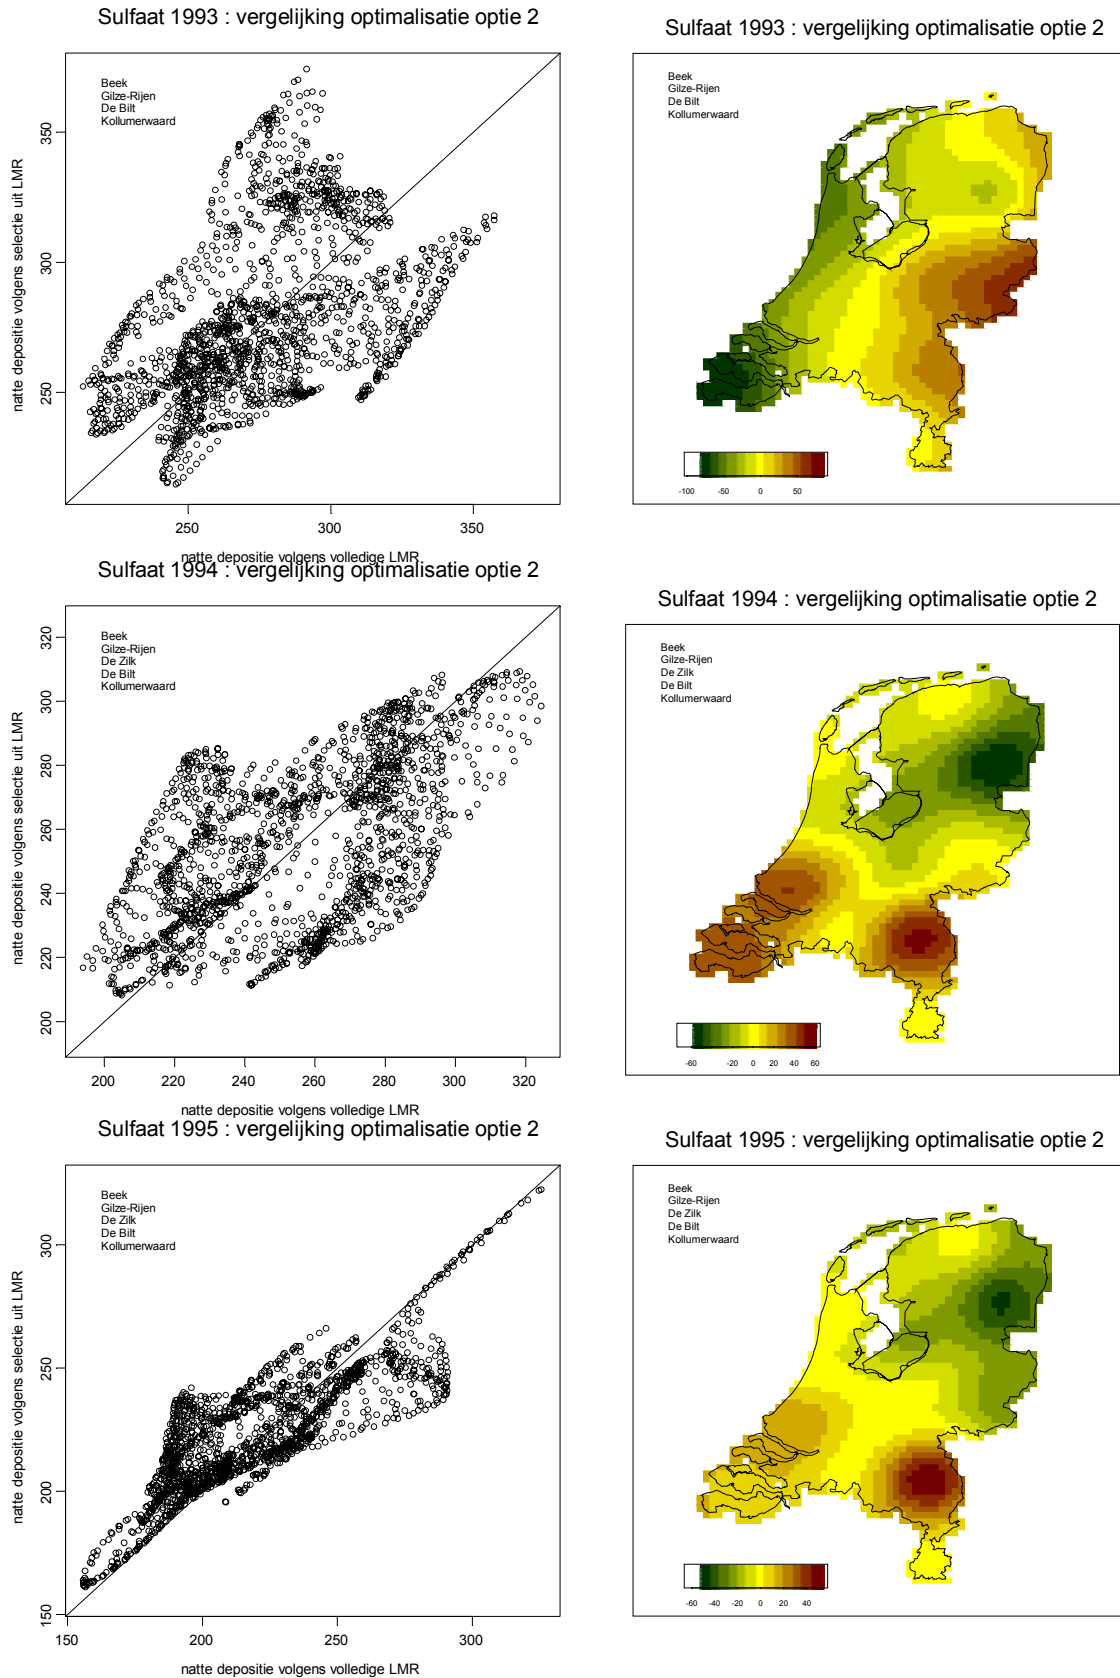 Sulfaat 1993 : vergelijking optimalisatie optie 2
Beek
Gilze-Rijen
De Bilt
Kollumerwaard
natte depositie volgens selectie uit LMR
350
300
250
250 300 350
natte depositie volgens volledige LMR
Sulfaat 1993 : vergelijking optimalisatie optie 2
Beek
Gilze-Rijen
De Bilt
Kollumerwaard
-100 -50 0 50
Sulfaat 1994 : vergelijking optimalisatie optie 2
Beek
Gilze-Rijen
De Zilk
De Bilt
Kollumerwaard
natte depositie volgens selectie uit LMR
320
300
280
260
240
220
200
200 220 240 260 280 300 320
natte depositie volgens volledige LMR
Sulfaat 1994 : vergelijking optimalisatie optie 2
Beek
Gilze-Rijen
De Zilk
De Bilt
Kollumerwaard
-60 -20 0 20 40 60
Sulfaat 1995 : vergelijking optimalisatie optie 2
Beek
Gilze-Rijen
De Zilk
De Bilt
Kollumerwaard
natte depositie volgens selectie uit LMR
300
250
200
150
150 200 250 300
natte depositie volgens volledige LMR
Sulfaat 1995 : vergelijking optimalisatie optie 2
Beek
Gilze-Rijen
De Zilk
De Bilt
Kollumerwaard
-60 -40 -20 0 20 40